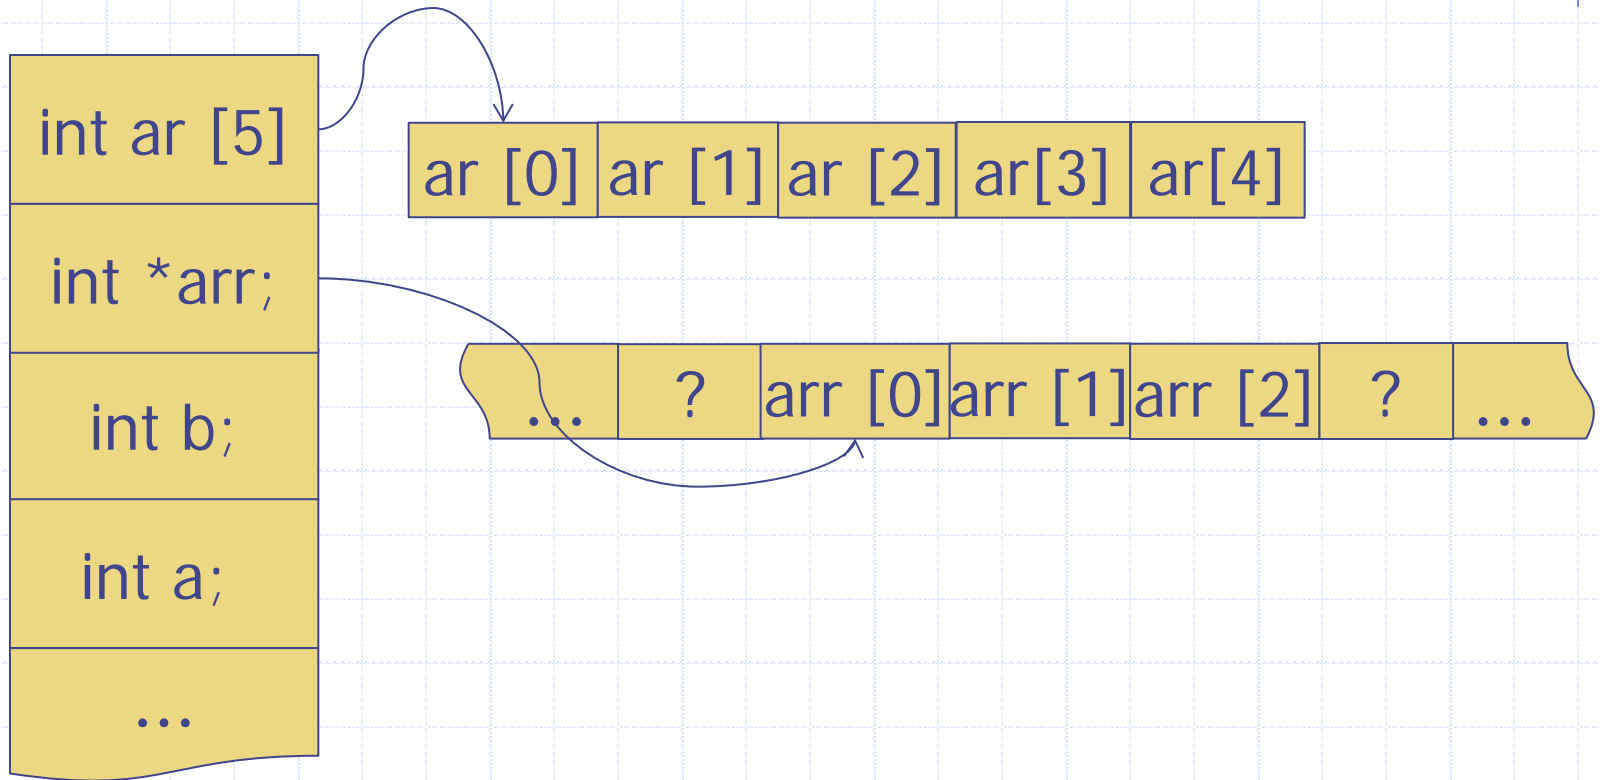 int ar [5]
ar [0] ar [1] ar [2] ar[3] ar[4]
int *arr;
... ? arr [0] arr [1] arr [2] ? ...
int b;
int a;
...